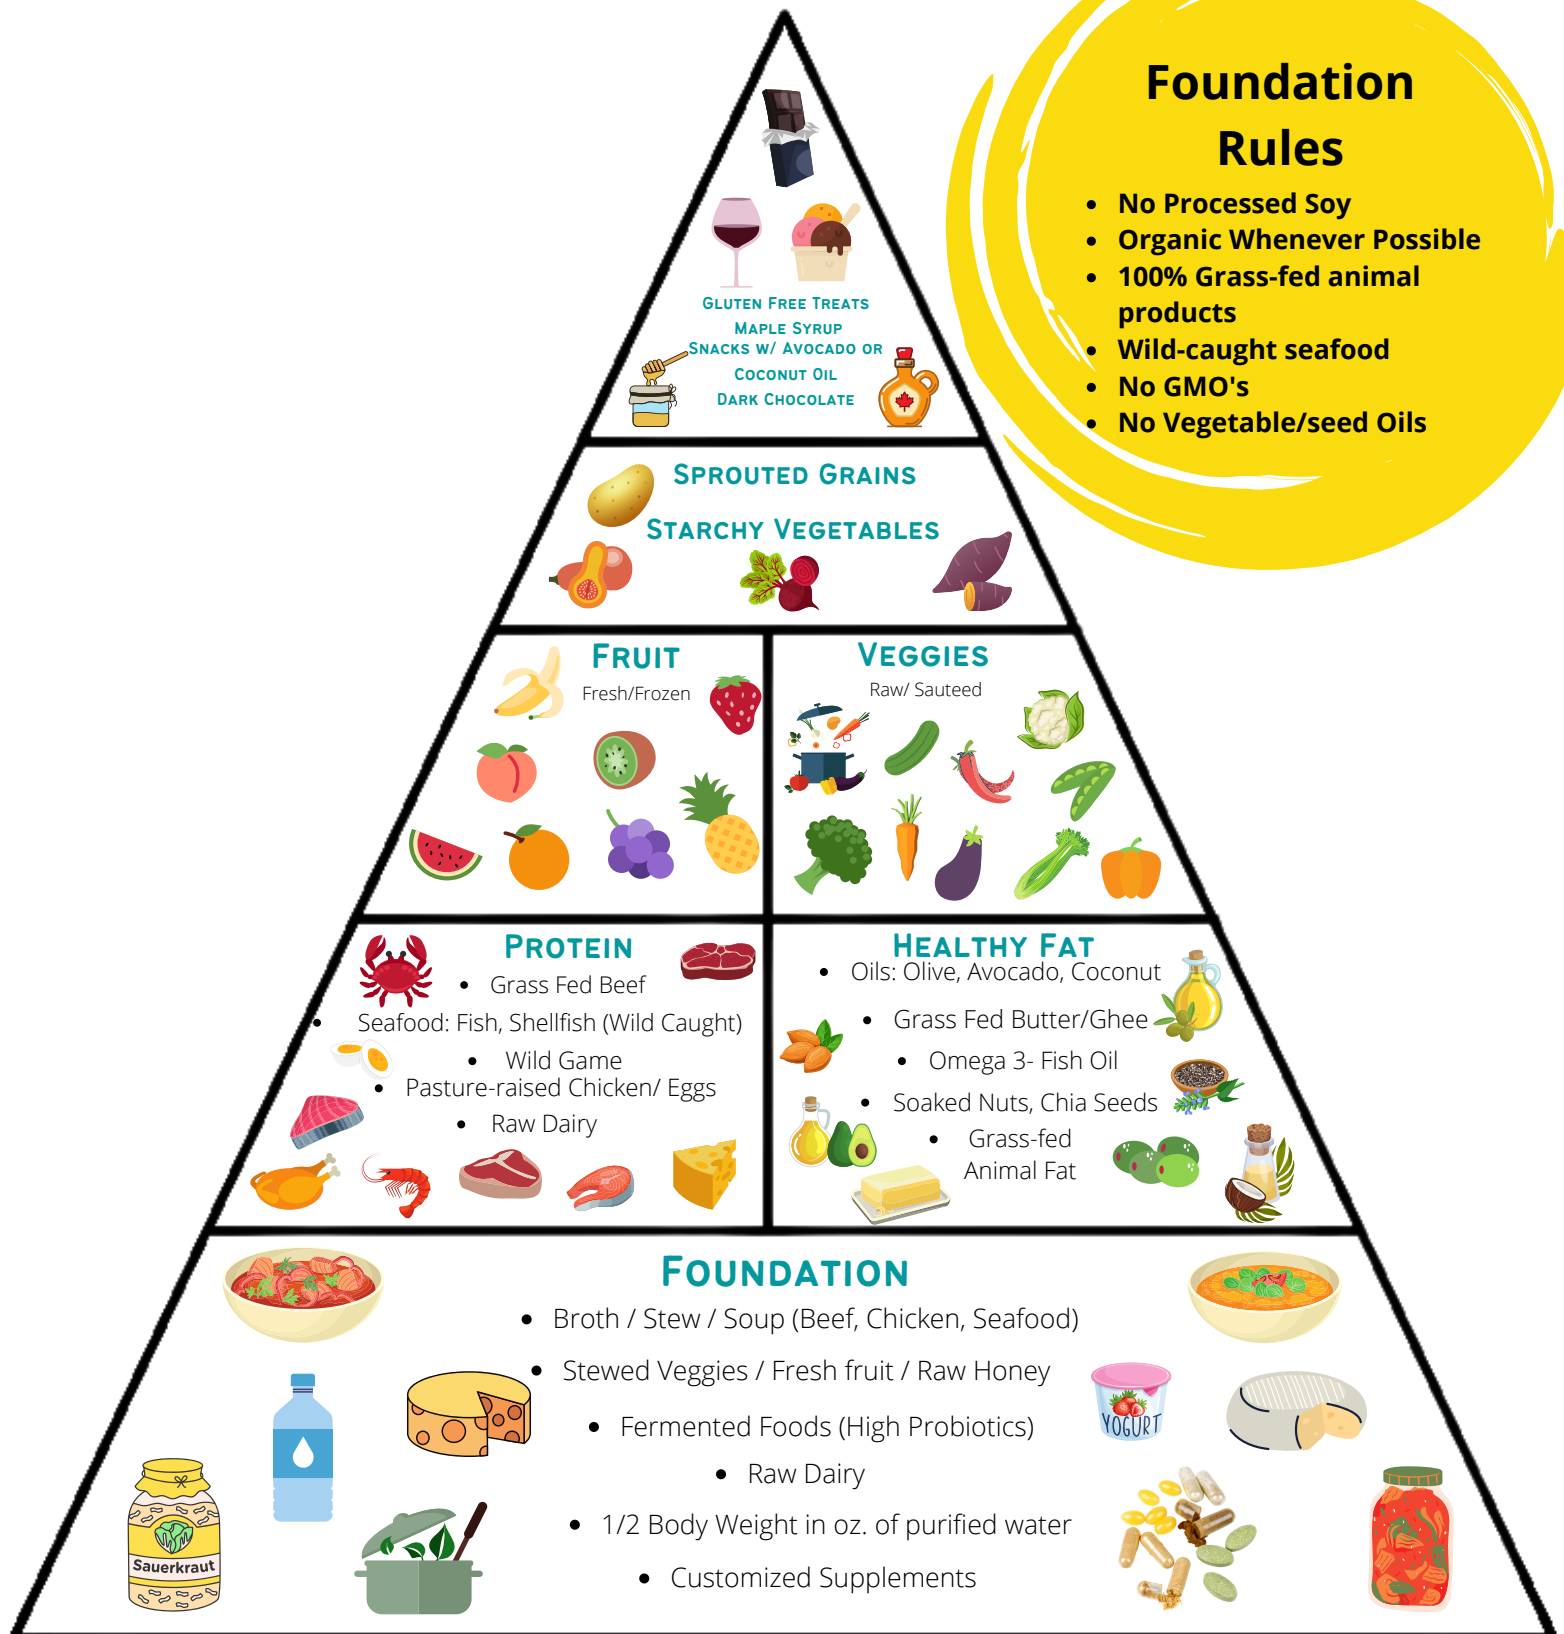 Foundation
Rules
• No Processed Soy
• Organic Whenever Possible
• 100% Grass-fed animal
products
• Wild-caught seafood
• No GMO's
• No Vegetable/seed Oils
Gluten Free Treats
Maple Syrup
Snacks w/ Avocado or
Coconut Oil
Dark Chocolate
Sprouted Grains
Starchy Vegetables
Fruit
Fresh/Frozen
Veggies
Raw/ Sauteed
Protein
• Grass Fed Beef
• Seafood: Fish, Shellfish (Wild Caught)
• Wild Game
• Pasture-raised Chicken/ Eggs
• Raw Dairy
Healthy Fat
• Oils: Olive, Avocado, Coconut
• Grass Fed Butter/Ghee
• Omega 3- Fish Oil
• Soaked Nuts, Chia Seeds
• Grass-fed
Animal Fat
Foundation
• Broth / Stew / Soup (Beef, Chicken, Seafood)
• Stewed Veggies / Fresh fruit / Raw Honey
• Fermented Foods (High Probiotics)
• Raw Dairy
• 1/2 Body Weight in oz. of purified water
• Customized Supplements
YOGURT
Sauerkraut